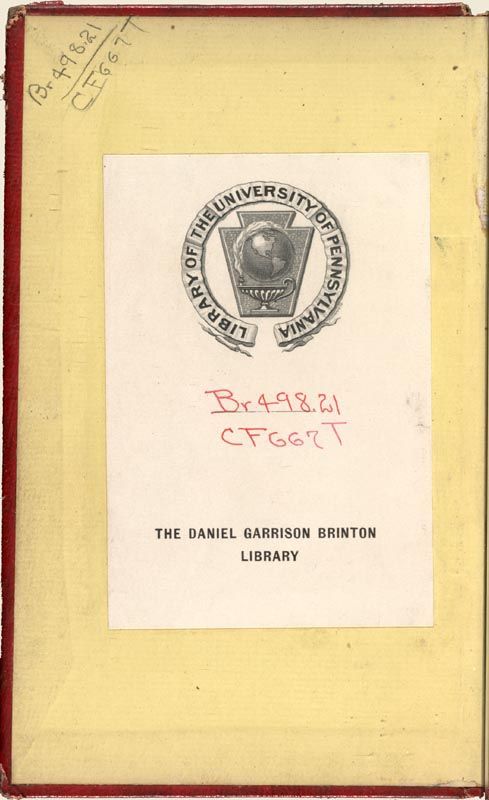 Br498.21
CF667T
LIBRARY OF THE UNIVERSITY OF PENNSYLVANIA
Br498.21
CF667T
THE DANIEL GARRISON BRINTON
LIBRARY